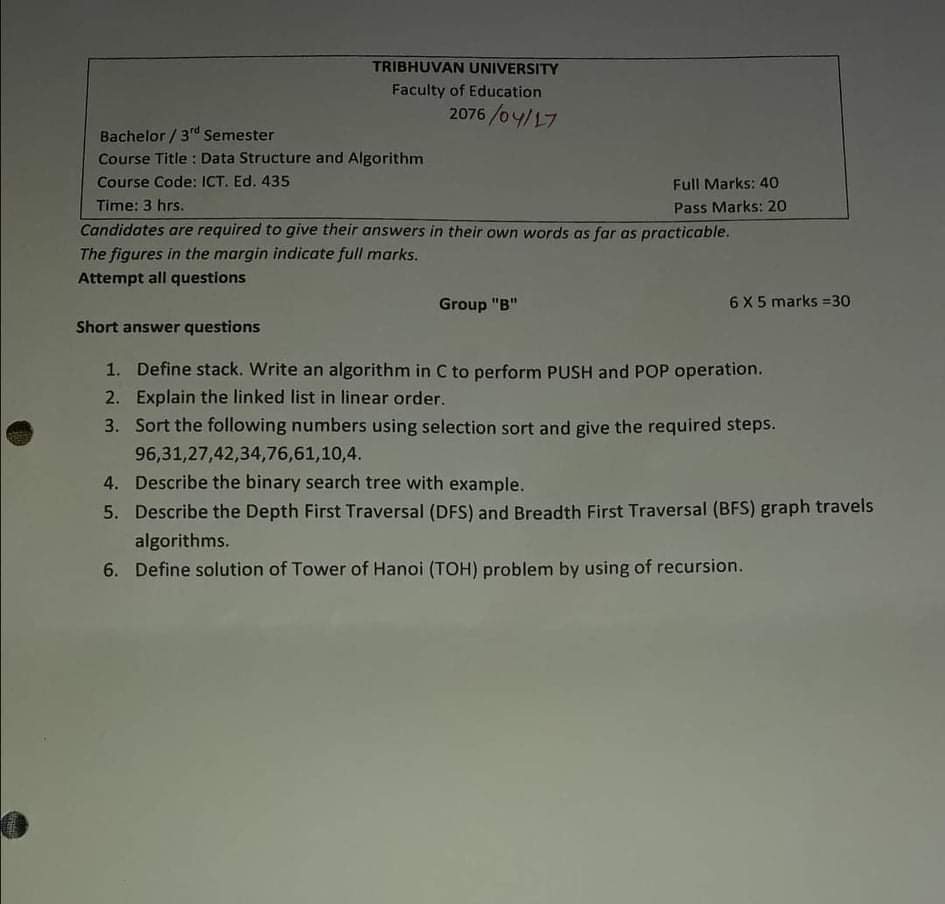 TRIBHUVAN UNIVERSITY
Faculty of Education
2076/04/17
Bachelor / 3rd Semester
Course Title : Data Structure and Algorithm
Course Code: ICT. Ed. 435
Full Marks: 40
Time: 3 hrs.
Pass Marks: 20
Candidates are required to give their answers in their own words as far as practicable.
The figures in the margin indicate full marks.
Attempt all questions
Group "B"
6 X 5 marks =30
Short answer questions
1. Define stack. Write an algorithm in C to perform PUSH and POP operation.
2. Explain the linked list in linear order.
3. Sort the following numbers using selection sort and give the required steps.
96,31,27,42,34,76,61,10,4.
4. Describe the binary search tree with example.
5. Describe the Depth First Traversal (DFS) and Breadth First Traversal (BFS) graph travels
algorithms.
6. Define solution of Tower of Hanoi (TOH) problem by using of recursion.